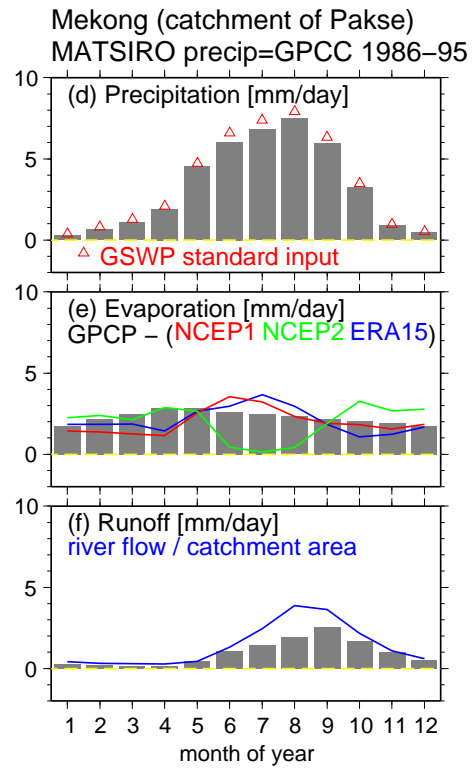 Mekong (catchment of Pakse)
MATSIRO precip=GPCC 1986−95
10
(d) Precipitation [mm/day]
5
0
GSWP standard input
10
(e) Evaporation [mm/day]
GPCP − (NCEP1 NCEP2 ERA15)
5
0
10
(f) Runoff [mm/day]
river flow / catchment area
5
0
1 2 3 4 5 6 7 8 9 10 11 12
month of year